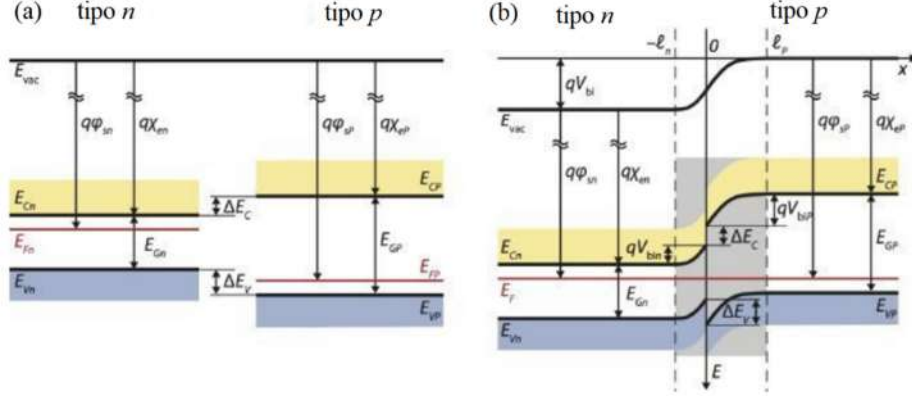 (a) tipo n tipo p
E_vac
qφ_sn qχ_en qφ_sP qχ_eP
E_CP
E_Cn ΔE_C
E_Fn E_Gn E_GP
E_Vn ΔE_V E_FP
E_VP
(b) tipo n tipo p
-ℓ_n 0 ℓ_p
x
qV_bi
E_vac
qφ_sP qχ_eP
qφ_sn qχ_en
E_CP
qV_biP
ΔE_C
E_Cn qV_bin
E_GP
E_F
E_Gn
ΔE_V E_VP
E_Vn
E